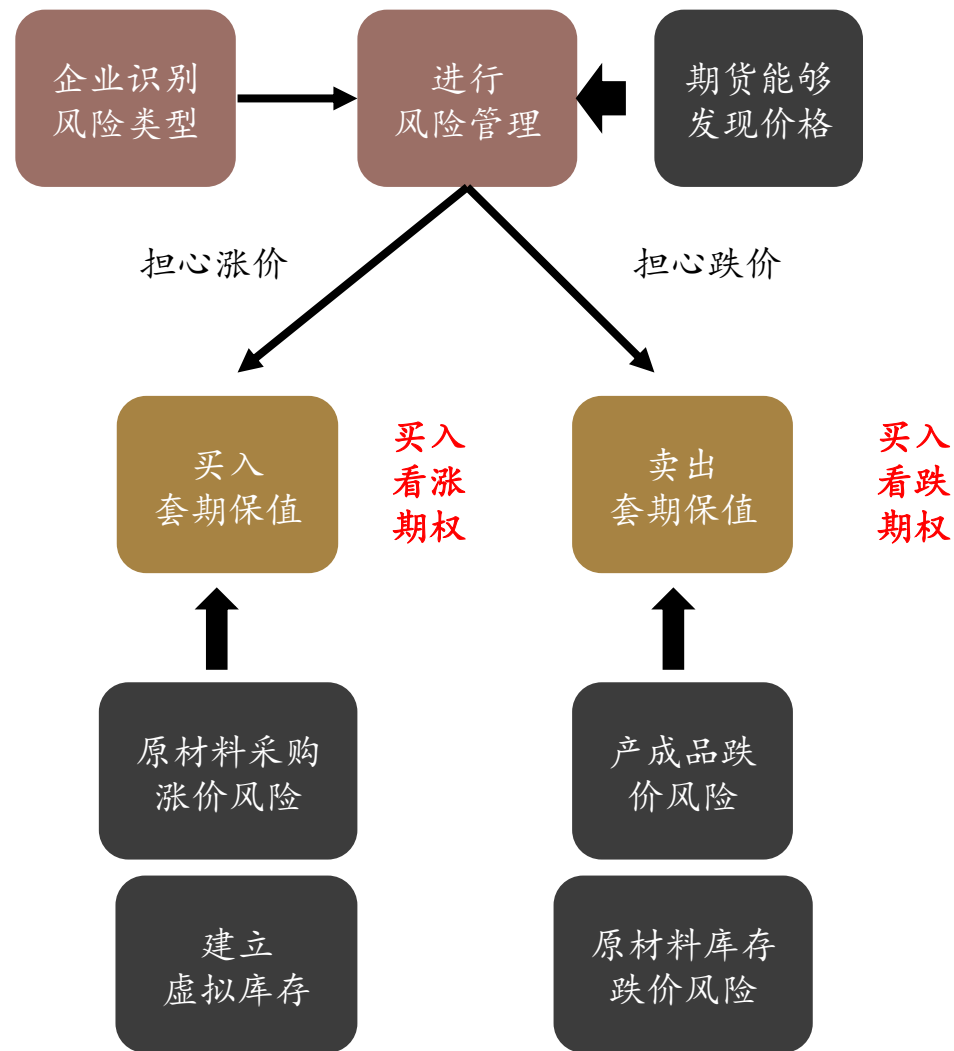 企业识别
风险类型
进行
风险管理
期货能够
发现价格
担心涨价
担心跌价
买入
套期保值
买入
看涨
期权
卖出
套期保值
买入
看跌
期权
原材料采购
涨价风险
产成品跌
价风险
建立
虚拟库存
原材料库存
跌价风险